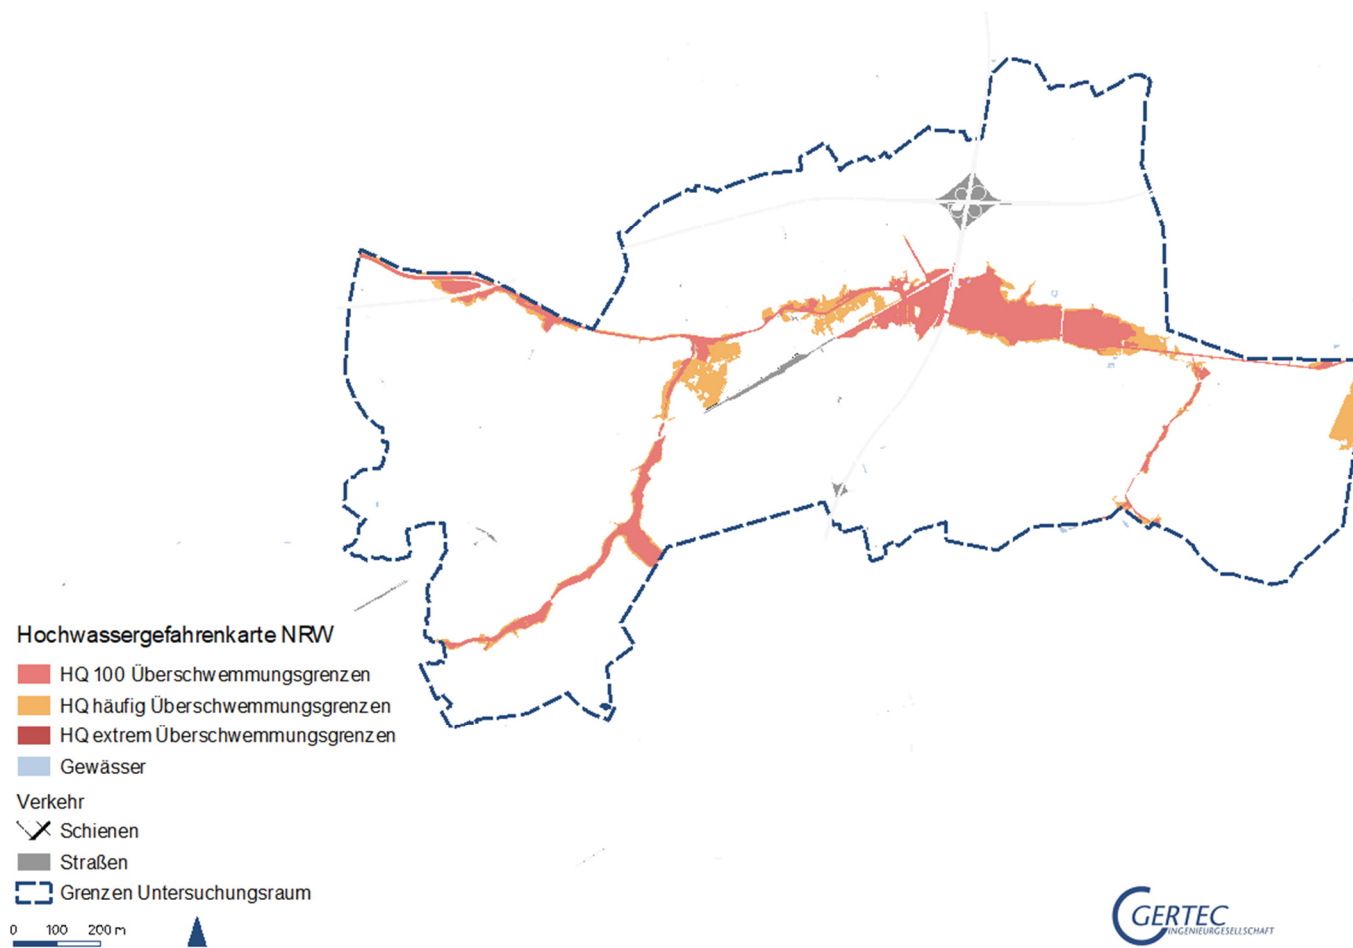 Hochwassergefahrenkarte NRW
HQ 100 Überschwemmungsgrenzen
HQ häufig Überschwemmungsgrenzen
HQ extrem Überschwemmungsgrenzen
Gewässer
Verkehr
Schienen
Straßen
Grenzen Untersuchungsraum
0 100 200 m
GERTEC
INGENIEURGESELLSCHAFT